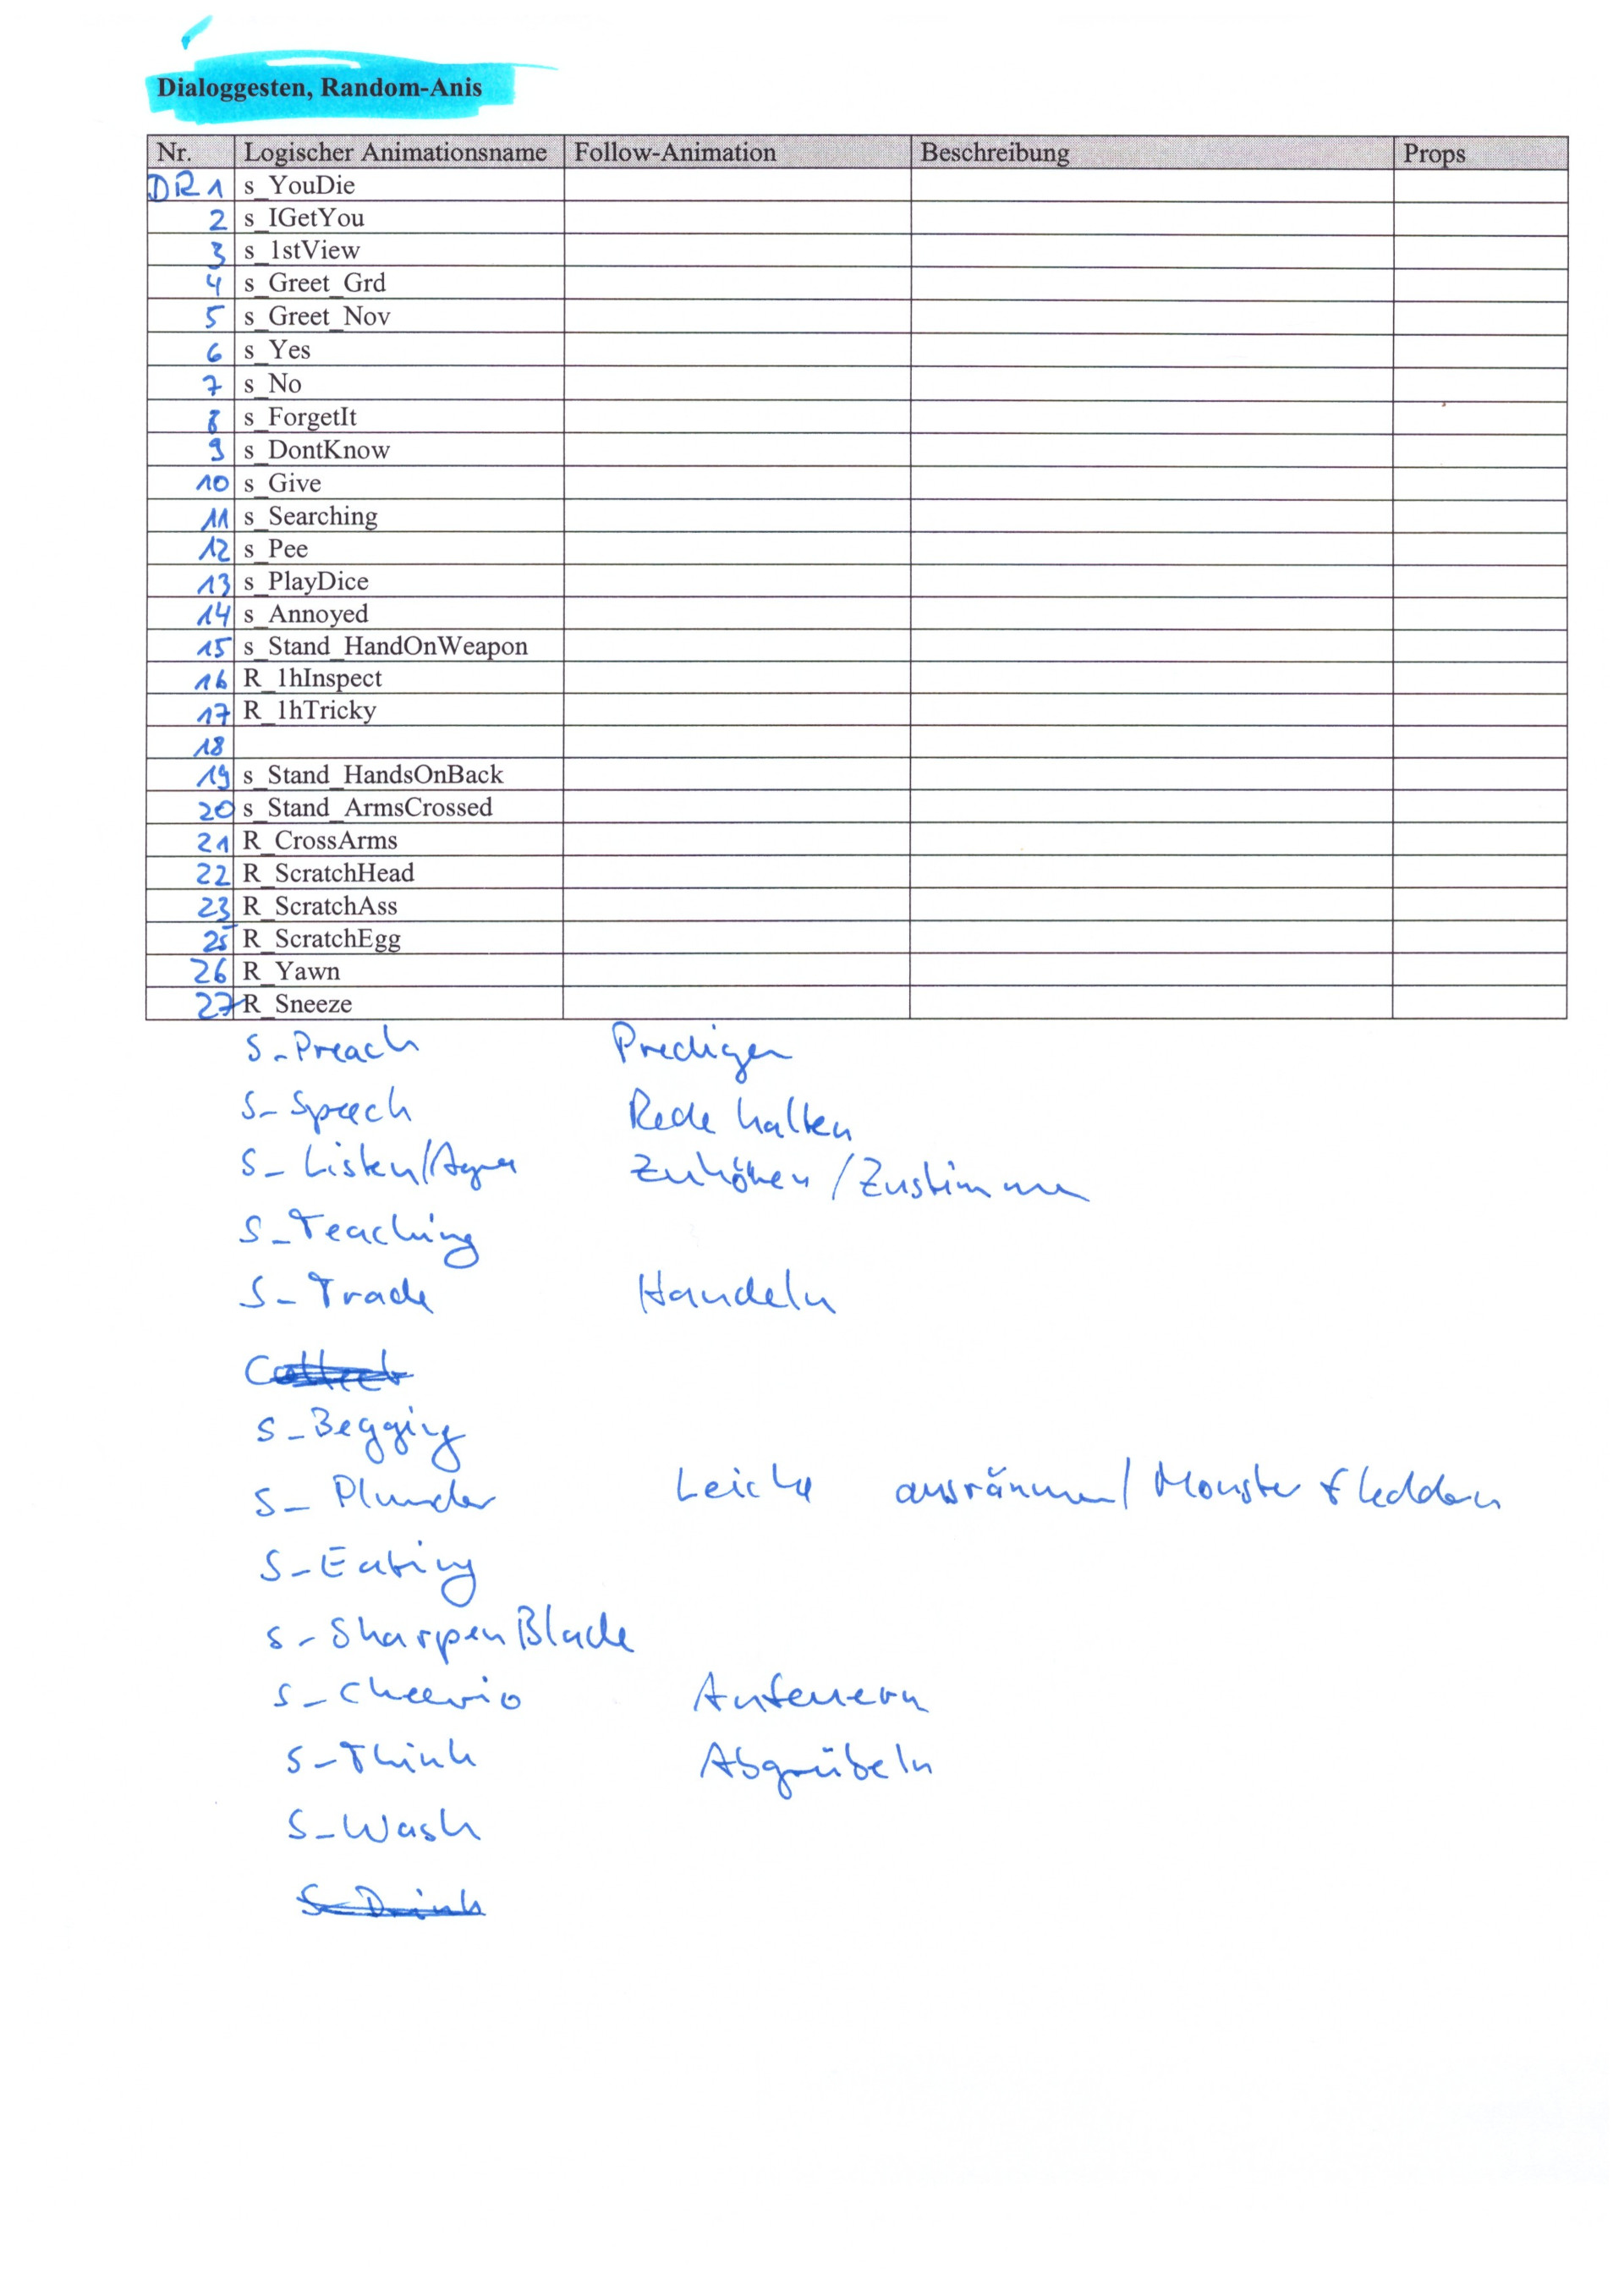 Dialoggesten, Random-Anis
Nr. Logischer Animationsname Follow-Animation Beschreibung Props
DR 1 s_YouDie
2 s_IGetYou
3 s_1stView
4 s_Greet_Grd
5 s_Greet_Nov
6 s_Yes
7 s_No
8 s_ForgetIt
9 s_DontKnow
10 s_Give
11 s_Searching
12 s_Pee
13 s_PlayDice
14 s_Annoyed
15 s_Stand_HandOnWeapon
16 R_1hInspect
17 R_1hTricky
18
19 s_Stand_HandsOnBack
20 s_Stand_ArmsCrossed
21 R_CrossArms
22 R_ScratchHead
23 R_ScratchAss
25 R_ScratchEgg
26 R_Yawn
27 R_Sneeze
S_Preach Predigen
S_Speech Rede halten
S_Listen/Agree Zuhören/Zustimmen
S_Teaching
S_Trade Handeln
Collect
S_Begging
S_Plunder Leiche ausräumen/Monster fleddern
S_Eating
S_SharpenBlade
S_Cheerio Anfeuern
S_Think Abgrübeln
S_Wash
S_Drink